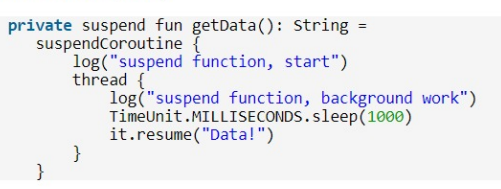 private suspend fun getData(): String =
suspendCoroutine {
log("suspend function, start")
thread {
log("suspend function, background work")
TimeUnit.MILLISECONDS.sleep(1000)
it.resume("Data!")
}
}